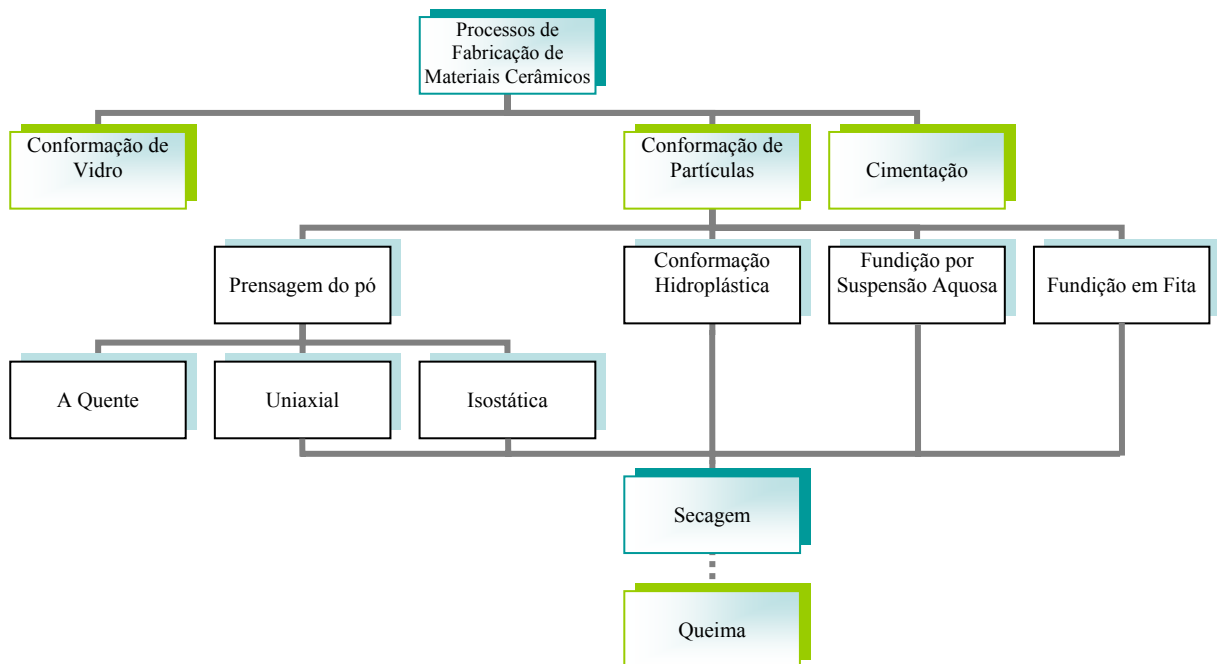 Processos de
Fabricação de
Materiais Cerâmicos
Conformação de
Vidro
Conformação de
Partículas
Cimentação
Prensagem do pó
Conformação
Hidroplástica
Fundição por
Suspensão Aquosa
Fundição em Fita
A Quente
Uniaxial
Isostática
Secagem
Queima